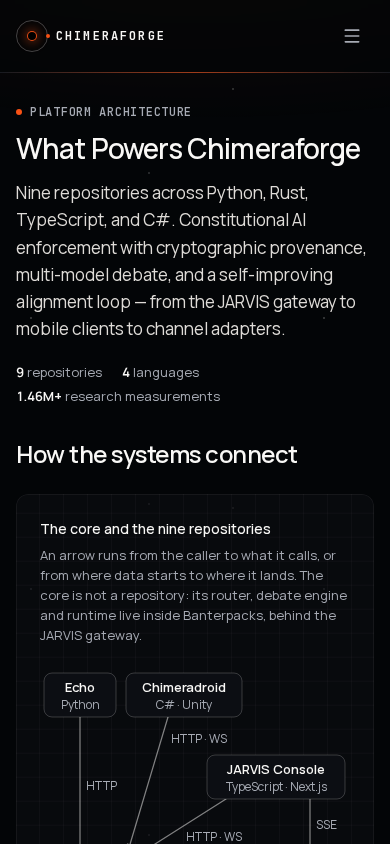 CHIMERAFORGE
PLATFORM ARCHITECTURE
What Powers Chimeraforge
Nine repositories across Python, Rust,
TypeScript, and C#. Constitutional AI
enforcement with cryptographic provenance,
multi-model debate, and a self-improving
alignment loop — from the JARVIS gateway to
mobile clients to channel adapters.
9 repositories 4 languages
1.46M+ research measurements
How the systems connect
The core and the nine repositories
An arrow runs from the caller to what it calls, or
from where data starts to where it lands. The
core is not a repository: its router, debate engine
and runtime live inside Banterpacks, behind the
JARVIS gateway.
Echo
Python
Chimeradroid
C# · Unity
HTTP · WS
JARVIS Console
TypeScript · Next.js
HTTP
SSE
HTTP · WS